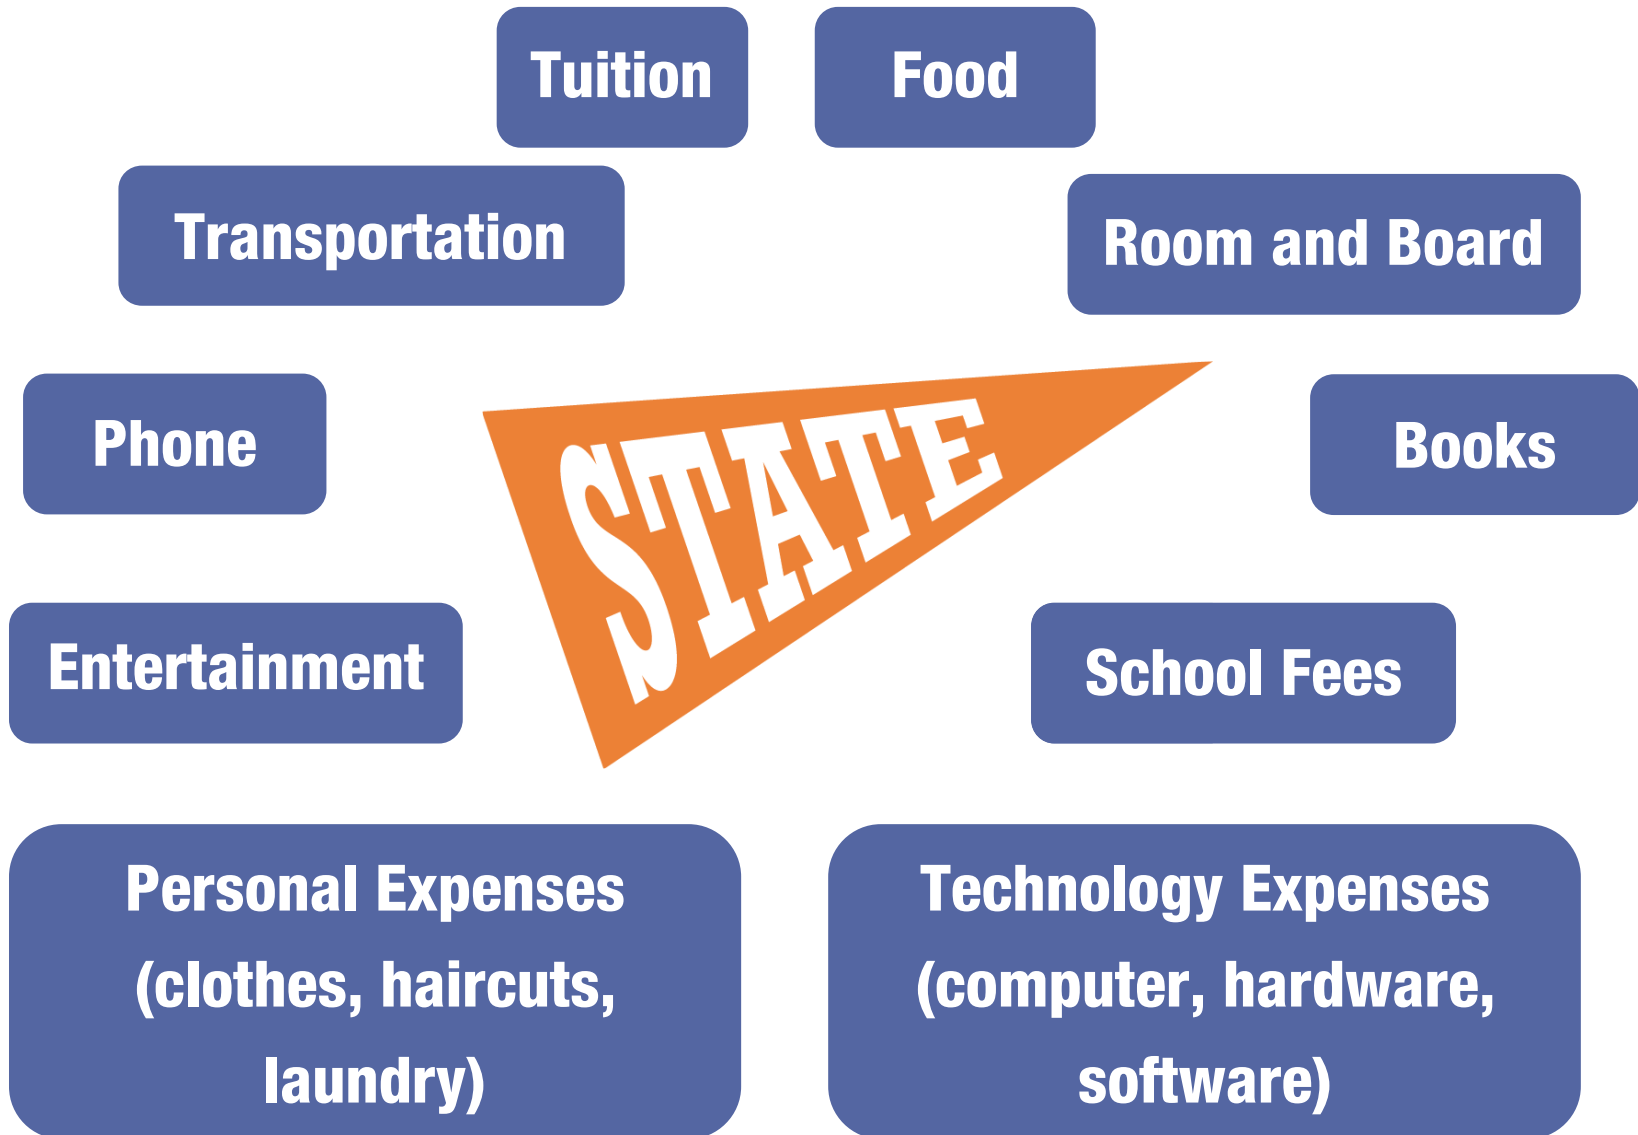 Tuition
Food
Transportation
Room and Board
Phone
STATE
Books
Entertainment
School Fees
Personal Expenses
(clothes, haircuts,
laundry)
Technology Expenses
(computer, hardware,
software)